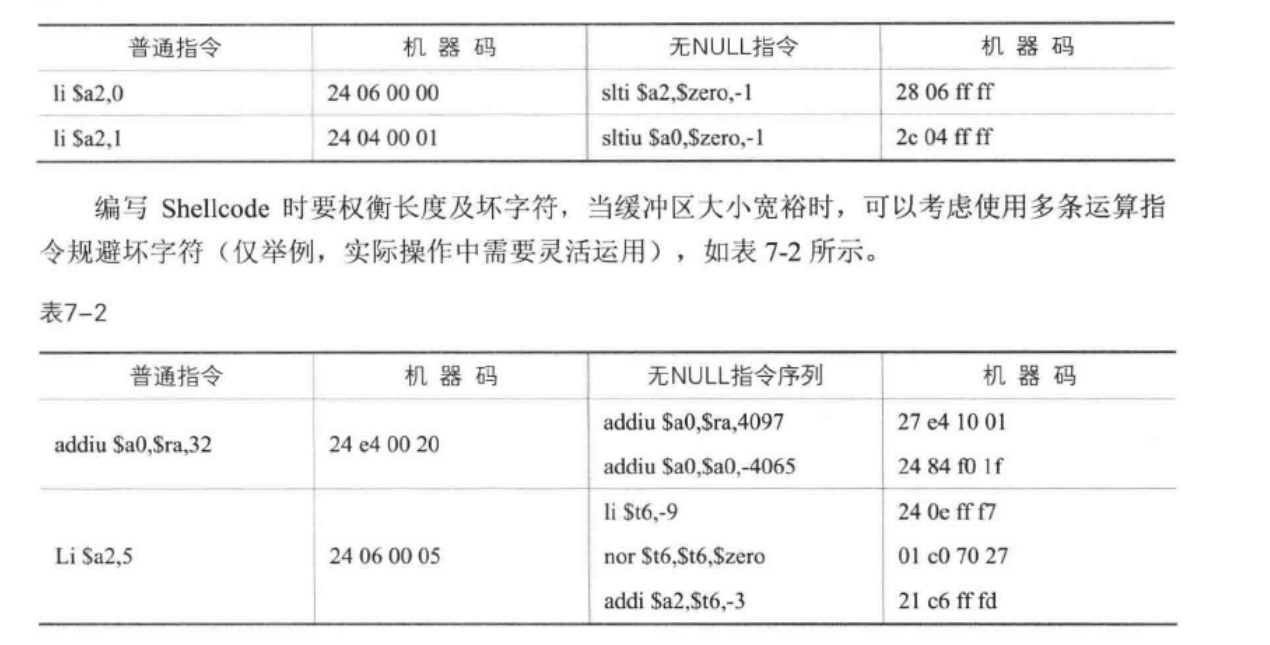 普通指令 机器码 无NULL指令 机器码
li $a2,0 24 06 00 00 slti $a2,$zero,-1 28 06 ff ff
li $a2,1 24 04 00 01 sltiu $a0,$zero,-1 2c 04 ff ff
编写 Shellcode 时要权衡长度及坏字符，当缓冲区大小宽裕时，可以考虑使用多条运算指
令规避坏字符（仅举例，实际操作中需要灵活运用），如表 7-2 所示。
表7-2
普通指令 机器码 无NULL指令序列 机器码
addiu $a0,$ra,32 24 e4 00 20 addiu $a0,$ra,4097 27 e4 10 01
addiu $a0,$a0,-4065 24 84 f0 1f
Li $a2,5 24 06 00 05 li $t6,-9 24 0e ff f7
nor $t6,$t6,$zero 01 c0 70 27
addi $a2,$t6,-3 21 c6 ff fd